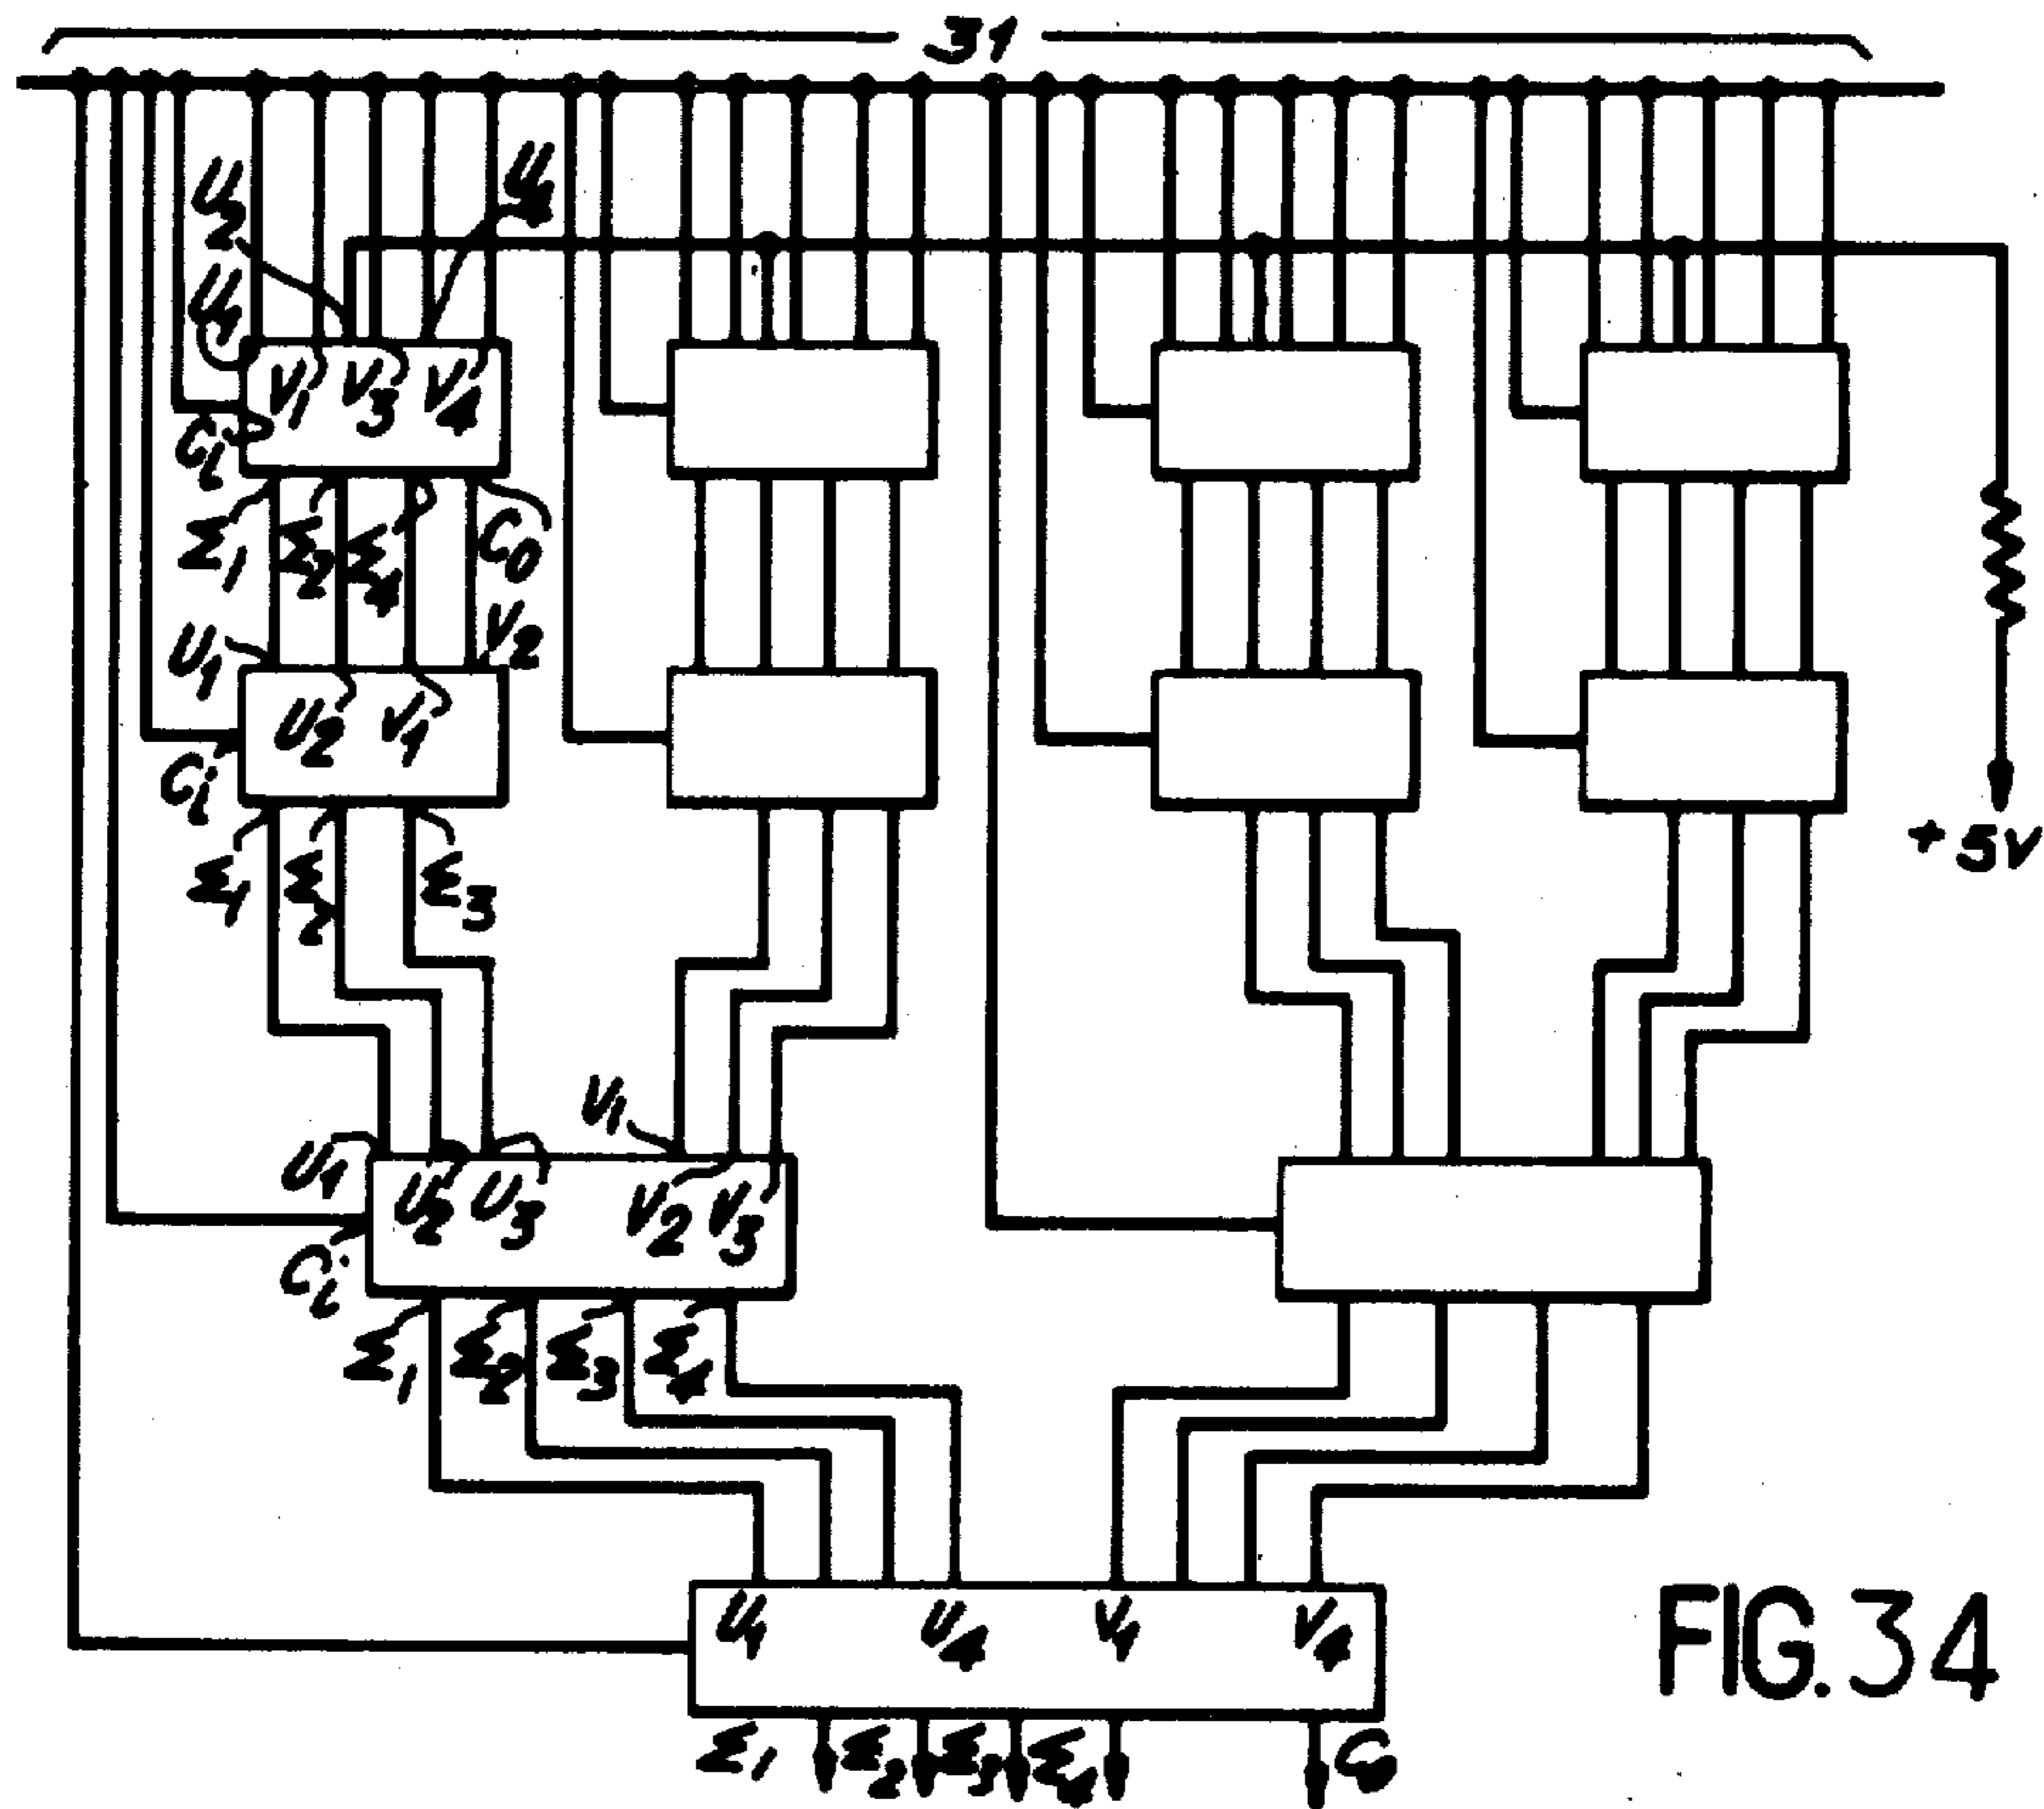 31
U3 U4
U1
V1 V3 V4
Ci
Σ1 Σ2 Σ4 C0
U1 V2
U2 V1
Ci
+5V
Σ1 Σ2 Σ3
V1
U1
U2 U3 V2 V3
Ci
Σ1 Σ2 Σ3 Σ4
U1 U4 V1 V4
Σ1 Σ2 Σ3 Σ4 C0
FIG.34